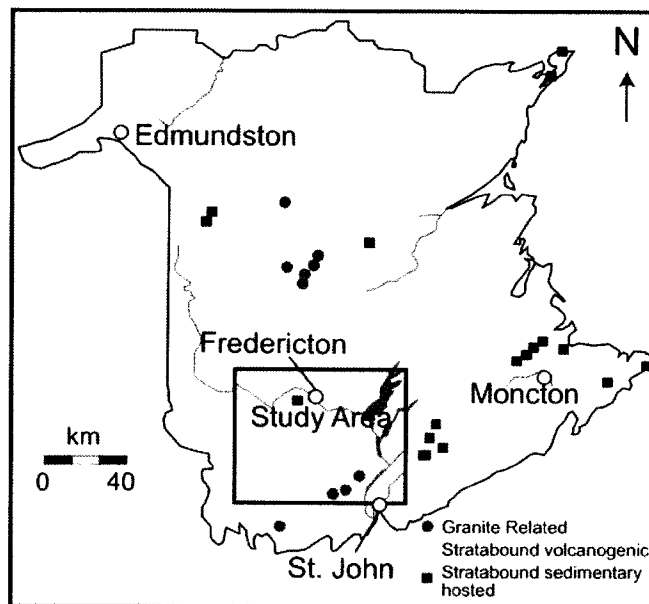 N
Edmundston
Fredericton
Study Area
Moncton
km
0 40
St. John
Granite Related
Stratabound volcanogenic
Stratabound sedimentary
hosted